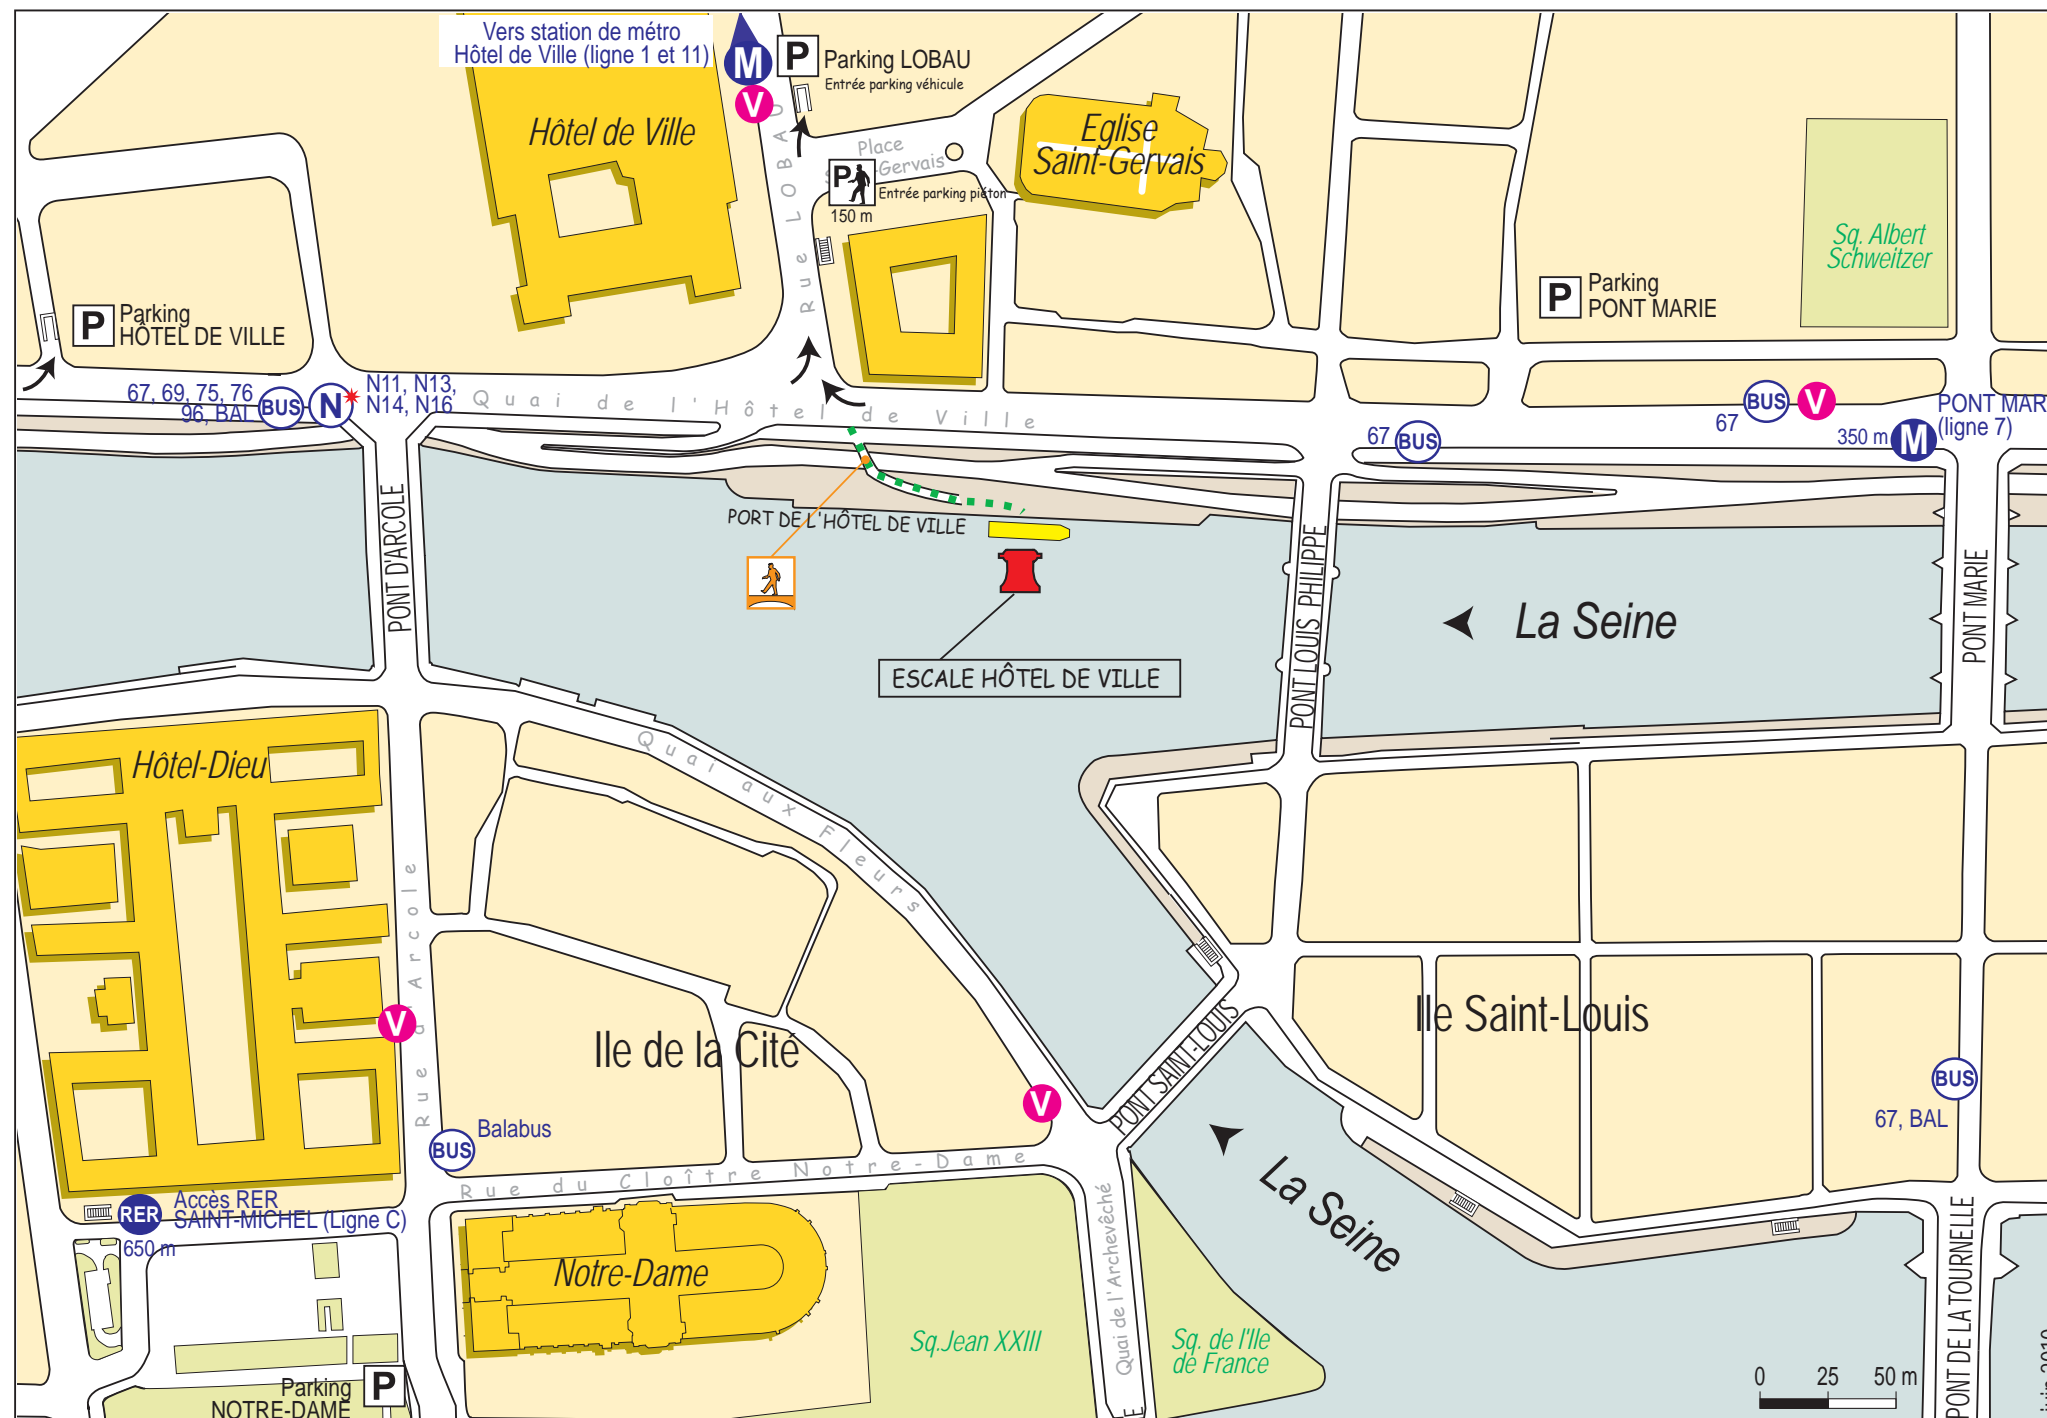 Vers station de métro
Hôtel de Ville (ligne 1 et 11)
M
V
P
Parking LOBAU
Entrée parking véhicule
Hôtel de Ville
Rue LOBAU
Place
-Gervais
P
Entrée parking piéton
150 m
Eglise
Saint-Gervais
Sq. Albert
Schweitzer
P
Parking
HÔTEL DE VILLE
P
Parking
PONT MARIE
67, 69, 75, 76
96, BAL
BUS
N
N11, N13,
N14, N16
Quai de l'Hôtel de Ville
67
BUS
BUS
V
67
350 m
M
PONT MAR
(ligne 7)
PORT DE L'HÔTEL DE VILLE
PONT D'ARCOLE
PONT LOUIS PHILIPPE
PONT MARIE
La Seine
ESCALE HÔTEL DE VILLE
Hôtel-Dieu
Quai aux Fleurs
Rue d'Arcole
V
Ile de la Cité
Ile Saint-Louis
PONT SAINT-LOUIS
V
BUS
67, BAL
BUS
Balabus
Rue du Cloître Notre-Dame
La Seine
RER
Accès RER
SAINT-MICHEL (Ligne C)
650 m
Notre-Dame
Quai de l'Archevêché
Sq.Jean XXIII
Sq. de l'Ile
de France
PONT DE LA TOURNELLE
0 25 50 m
Parking
NOTRE-DAME
P